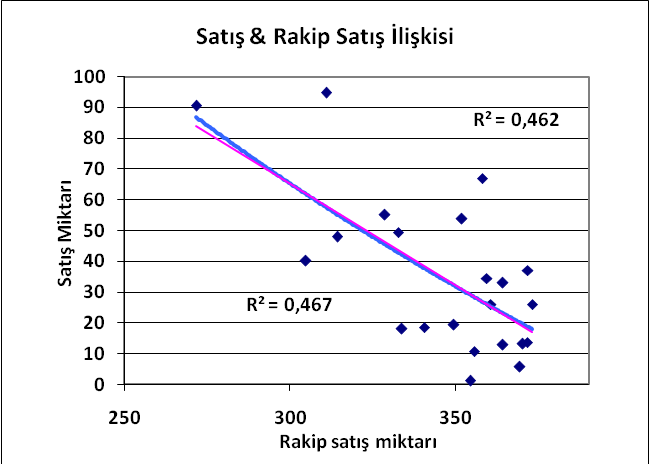 Satış & Rakip Satış İlişkisi
100
90
80
70
60
50
40
30
20
10
0
Satış Miktarı
R² = 0,462
R² = 0,467
250 300 350
Rakip satış miktarı